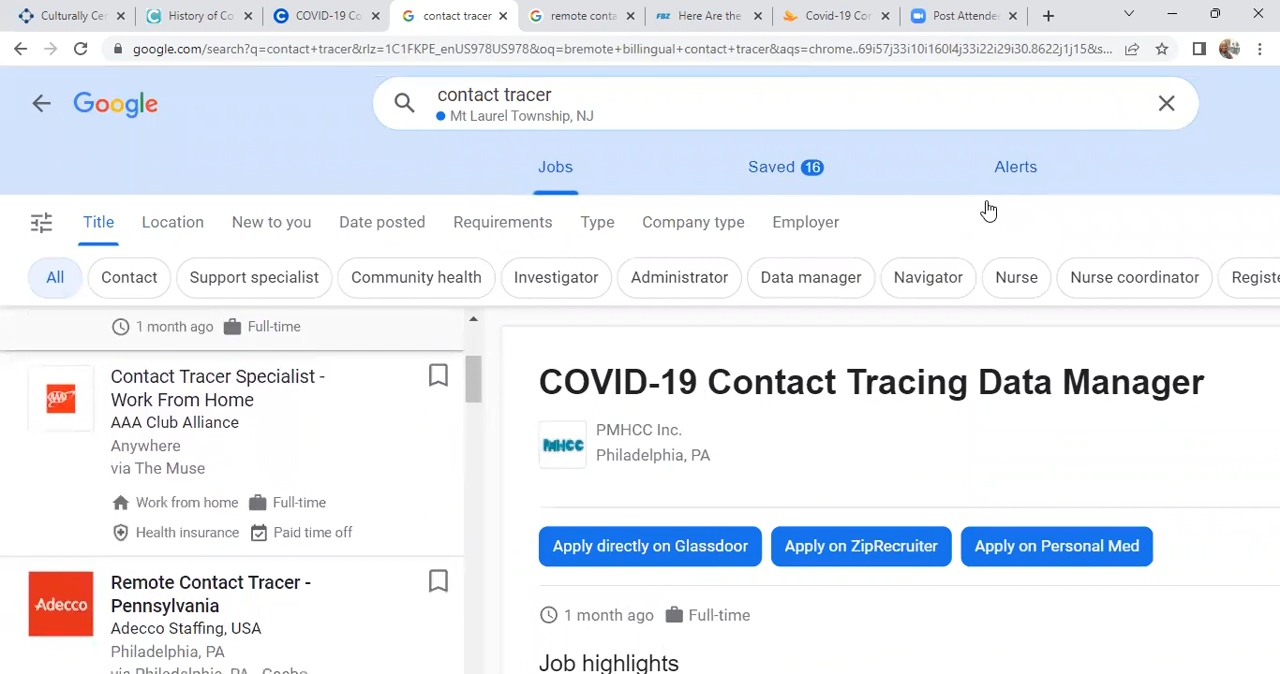 Culturally Cer
History of Co
COVID-19 Co
contact tracer
remote conta
FBZ Here Are the
Covid-19 Cor
Post Attende
google.com/search?q=contact+tracer&rlz=1C1FKPE_enUS978US978&oq=bremote+billingual+contact+tracer&aqs=chrome..69i57j33i10i160l4j33i22i29i30.8622j1j15&s...
Google
contact tracer
Mt Laurel Township, NJ
Jobs
Saved 16
Alerts
Title
Location
New to you
Date posted
Requirements
Type
Company type
Employer
All
Contact
Support specialist
Community health
Investigator
Administrator
Data manager
Navigator
Nurse
Nurse coordinator
Registe
1 month ago
Full-time
Contact Tracer Specialist -
Work From Home
AAA Club Alliance
Anywhere
via The Muse
Work from home
Full-time
Health insurance
Paid time off
Adecco
Remote Contact Tracer -
Pennsylvania
Adecco Staffing, USA
Philadelphia, PA
via Philadelphia, PA - Geebo
COVID-19 Contact Tracing Data Manager
PMHCC
PMHCC Inc.
Philadelphia, PA
Apply directly on Glassdoor
Apply on ZipRecruiter
Apply on Personal Med
1 month ago
Full-time
Job highlights